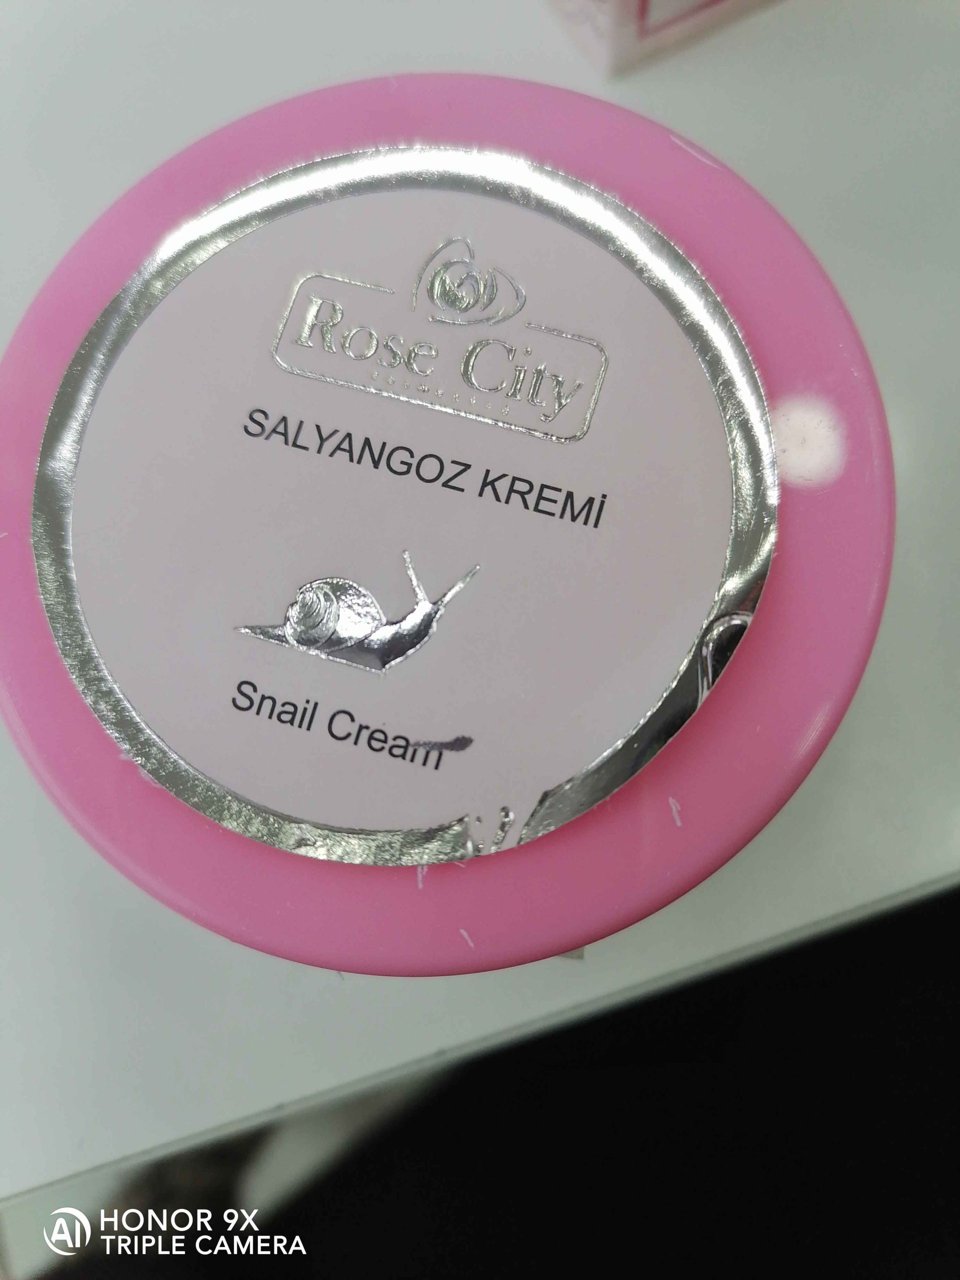 Rose City
SALYANGOZ KREMİ
Snail Cream
HONOR 9X
TRIPLE CAMERA